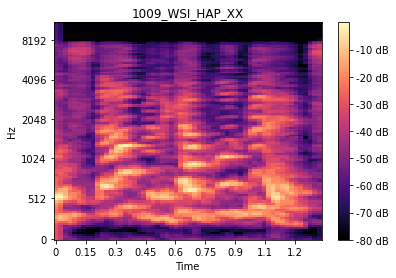 1009_WSI_HAP_XX
8192
4096
2048
1024
512
0
Hz
0 0.15 0.3 0.45 0.6 0.75 0.9 1.1 1.2
Time
-10 dB
-20 dB
-30 dB
-40 dB
-50 dB
-60 dB
-70 dB
-80 dB